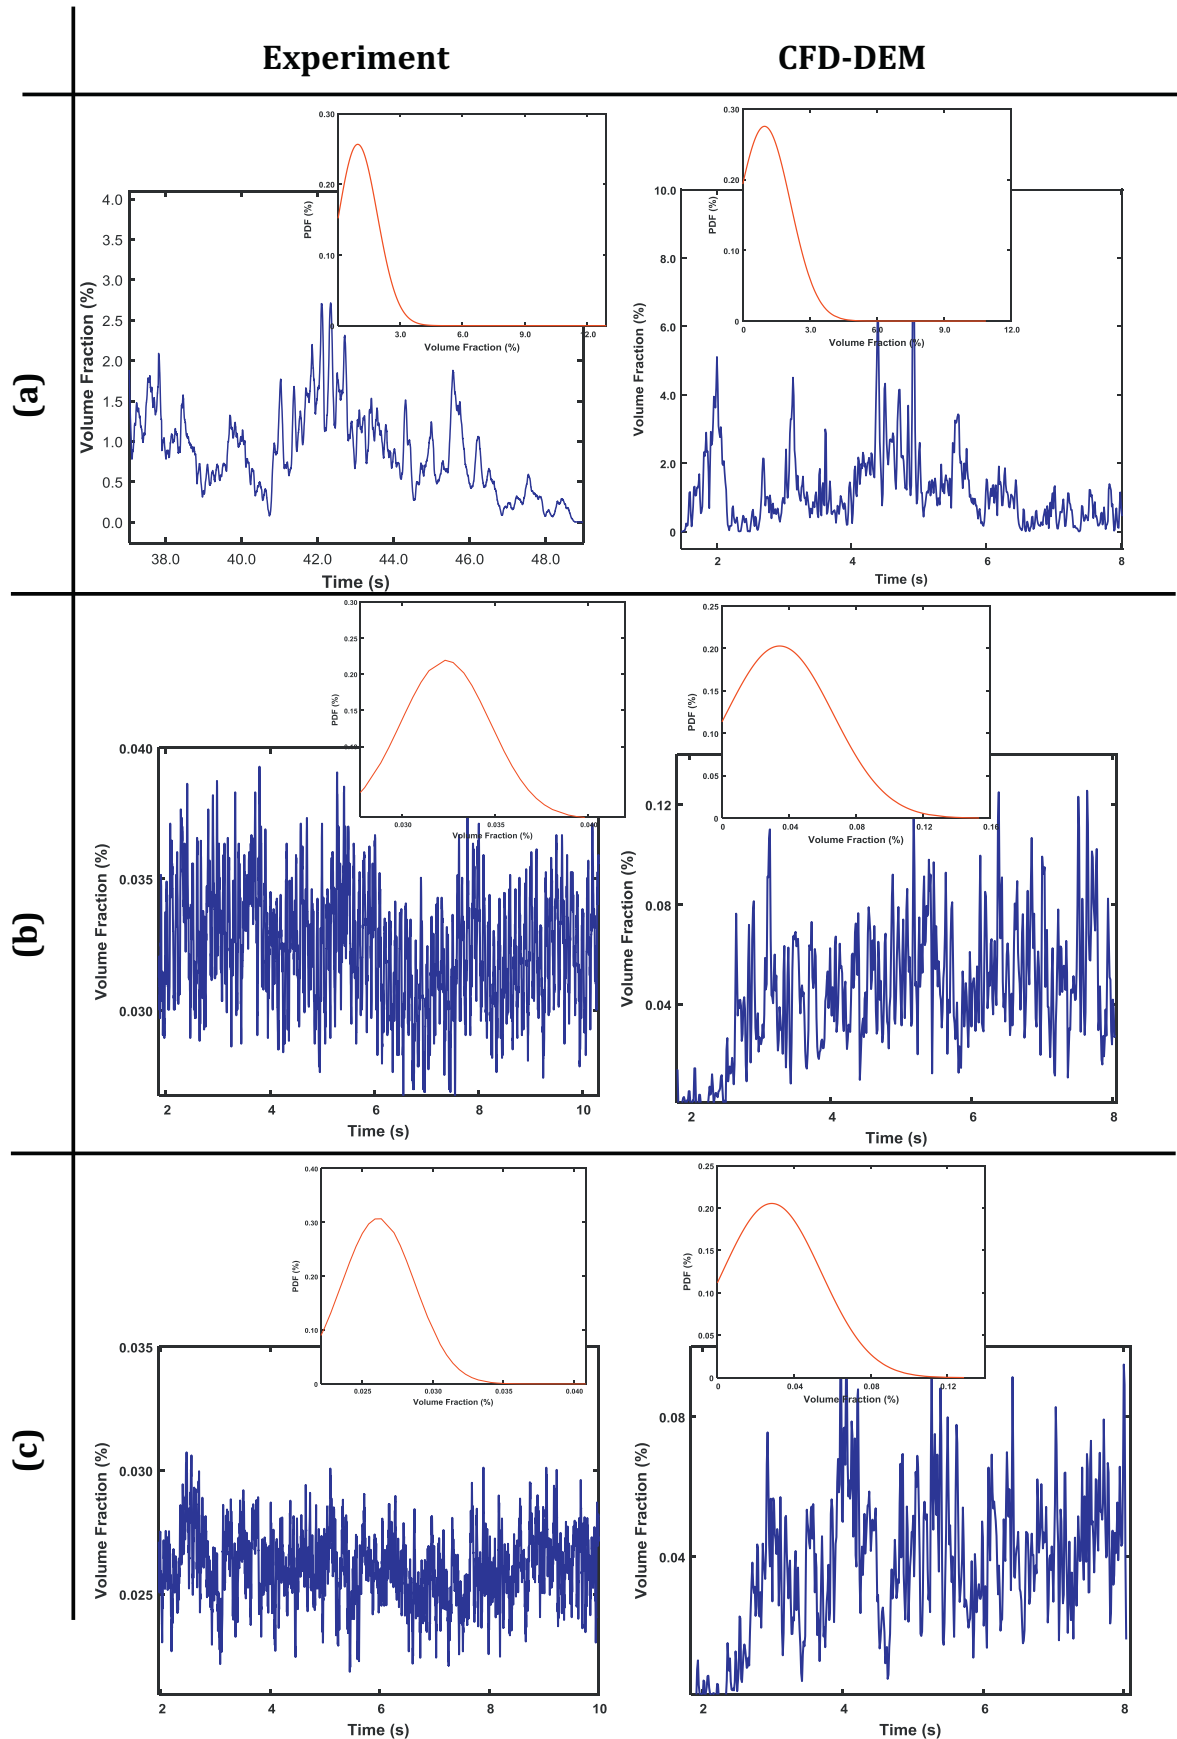 Experiment CFD-DEM
(a)
0.30
0.20
0.10
0
PDF (%)
3.0 6.0 9.0 12.0
Volume Fraction (%)
4.0
3.5
3.0
2.5
2.0
1.5
1.0
0.5
0.0
Volume Fraction (%)
38.0 40.0 42.0 44.0 46.0 48.0
Time (s)
0.30
0.20
0.10
0
PDF (%)
0 3.0 6.0 9.0 12.0
Volume Fraction (%)
10.0
8.0
6.0
4.0
2.0
0
Volume Fraction (%)
2 4 6 8
Time (s)
(b)
0.30
0.25
0.20
0.15
0.10
PDF (%)
0.030 0.035 0.040
Volume Fraction (%)
0.040
0.035
0.030
Volume Fraction (%)
2 4 6 8 10
Time (s)
0.25
0.20
0.15
0.10
0.05
0
PDF (%)
0 0.04 0.08 0.12 0.16
Volume Fraction (%)
0.12
0.08
0.04
Volume Fraction (%)
2 4 6 8
Time (s)
(c)
0.40
0.30
0.20
0.10
0
PDF (%)
0.025 0.030 0.035 0.040
Volume Fraction (%)
0.035
0.030
0.025
Volume Fraction (%)
2 4 6 8 10
Time (s)
0.25
0.20
0.15
0.10
0.05
0
PDF (%)
0 0.04 0.08 0.12
Volume Fraction (%)
0.08
0.04
Volume Fraction (%)
2 4 6 8
Time (s)